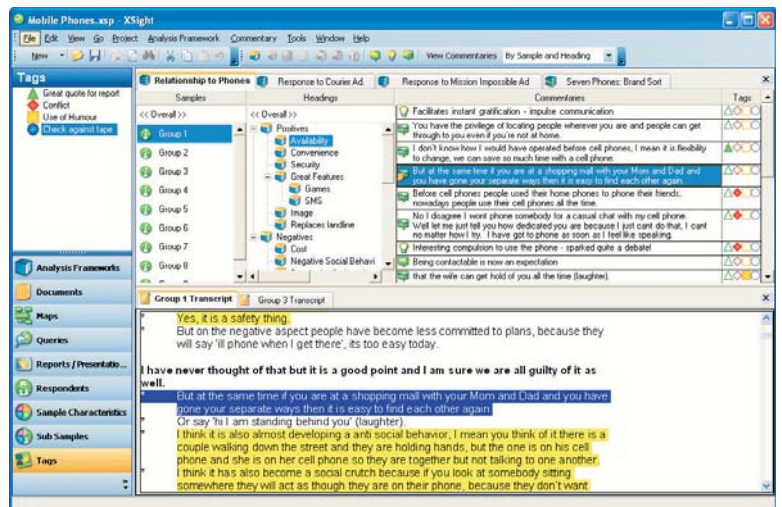 Mobile Phones.xsp - XSight
File Edit View Go Project Analysis Framework Commentary Tools Window Help
New View Commentaries By Sample and Heading
Tags
Great quote for report
Conflict
Use of Humour
Check against tape
Analysis Frameworks
Documents
Maps
Queries
Reports / Presentatio...
Respondents
Sample Characteristics
Sub Samples
Tags
Relationship to Phones Response to Courier Ad. Response to Mission Impossible Ad Seven Phones: Brand Sort
Samples Headings Commentaries Tags
<< Overall >>
Group 1
Group 2
Group 3
Group 4
Group 5
Group 6
Group 7
Group 8
<< Overall >>
Positives
Availability
Convenience
Security
Great Features
Games
SMS
Image
Replaces landline
Negatives
Cost
Negative Social Behavi
Facilitates instant gratification - impulse communication
You have the privilege of locating people wherever you are and people can get
through to you even if you're not at home.
I don't know how I would have operated before cell phones, I mean it is flexibility
to change, we can save so much time with a cell phone.
But at the same time if you are at a shopping mall with your Mom and Dad and
you have gone your separate ways then it is easy to find each other again.
Before cell phones people used their home phones to phone their friends,
nowadays people use their cell phones all the time.
No I disagree I wont phone somebody for a casual chat with my cell phone.
Well let me just tell you how dedicated you are because I just cant do that, I cant
no matter how I try. I have got to phone as soon as I feel like speaking.
Interesting compulsion to use the phone - sparked quite a debate!
Being contactable is now an expectation
that the wife can get hold of you all the time (laughter).
Group 1 Transcript Group 3 Transcript
Yes, it is a safety thing.
But on the negative aspect people have become less committed to plans, because they
will say 'ill phone when I get there', its too easy today.
I have never thought of that but it is a good point and I am sure we are all guilty of it as
well.
But at the same time if you are at a shopping mall with your Mom and Dad and you have
gone your separate ways then it is easy to find each other again.
Or say 'hi I am standing behind you' (laughter).
I think it is also almost developing a anti social behavior, I mean you think of it there is a
couple walking down the street and they are holding hands, but the one is on his cell
phone and she is on her cell phone so they are together but not talking to one another.
I think it has also become a social crutch because if you look at somebody sitting
somewhere they will act as though they are on their phone, because they don't want